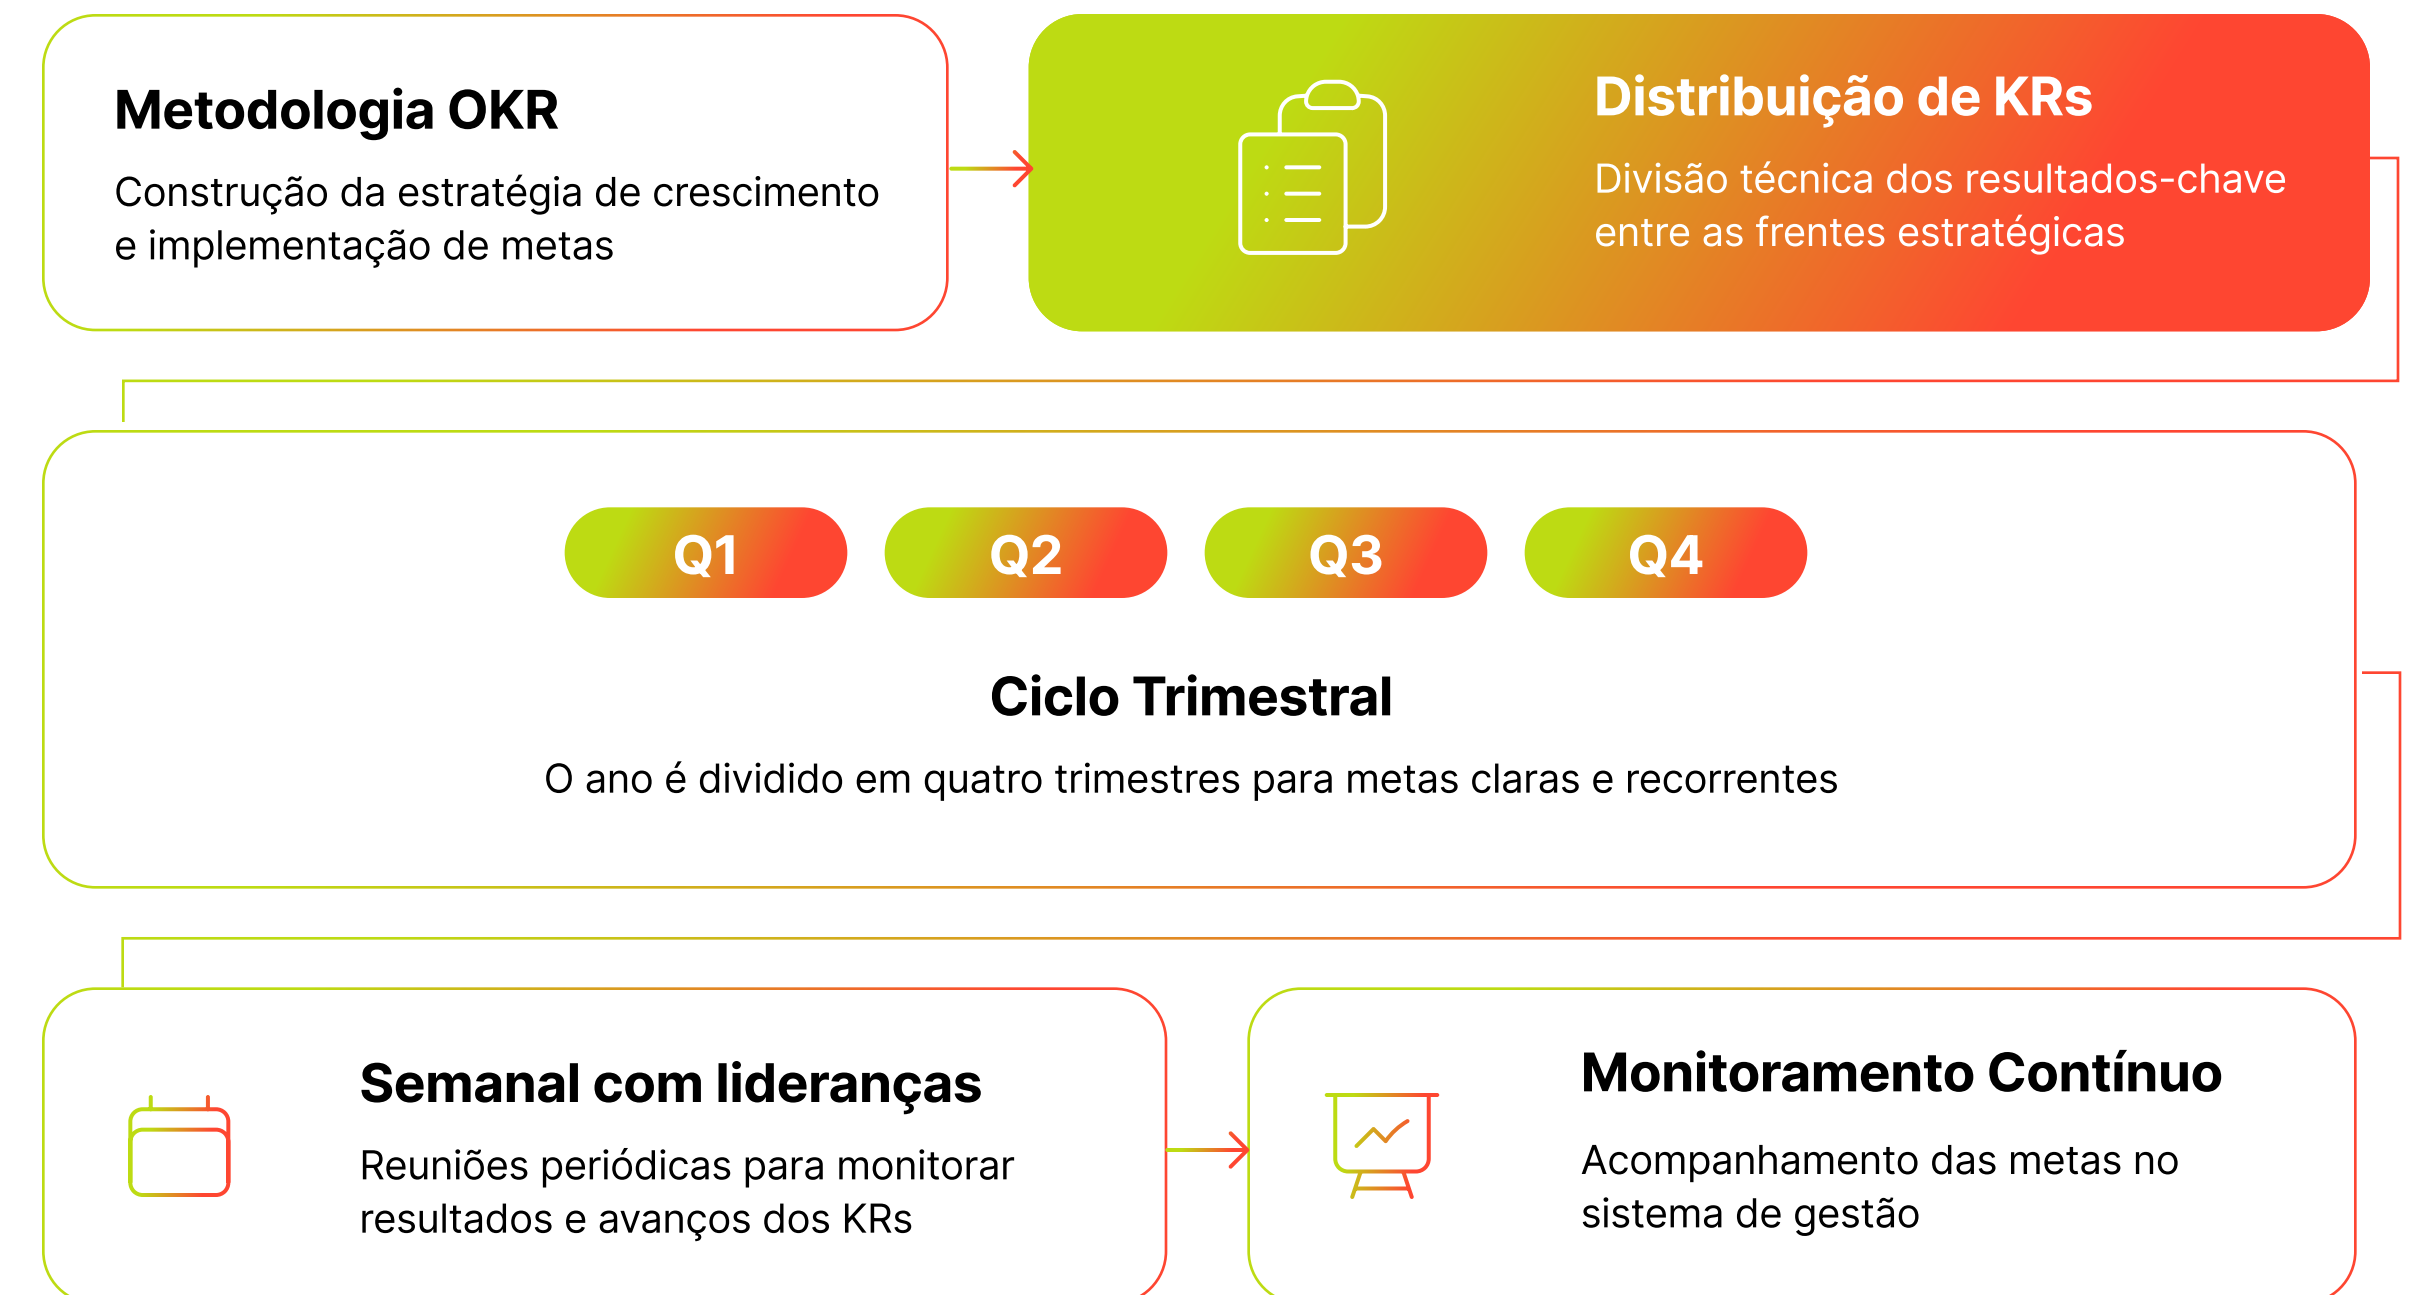 Metodologia OKR
Construção da estratégia de crescimento
e implementação de metas
Distribuição de KRs
Divisão técnica dos resultados-chave
entre as frentes estratégicas
Q1
Q2
Q3
Q4
Ciclo Trimestral
O ano é dividido em quatro trimestres para metas claras e recorrentes
Semanal com lideranças
Reuniões periódicas para monitorar
resultados e avanços dos KRs
Monitoramento Contínuo
Acompanhamento das metas no
sistema de gestão